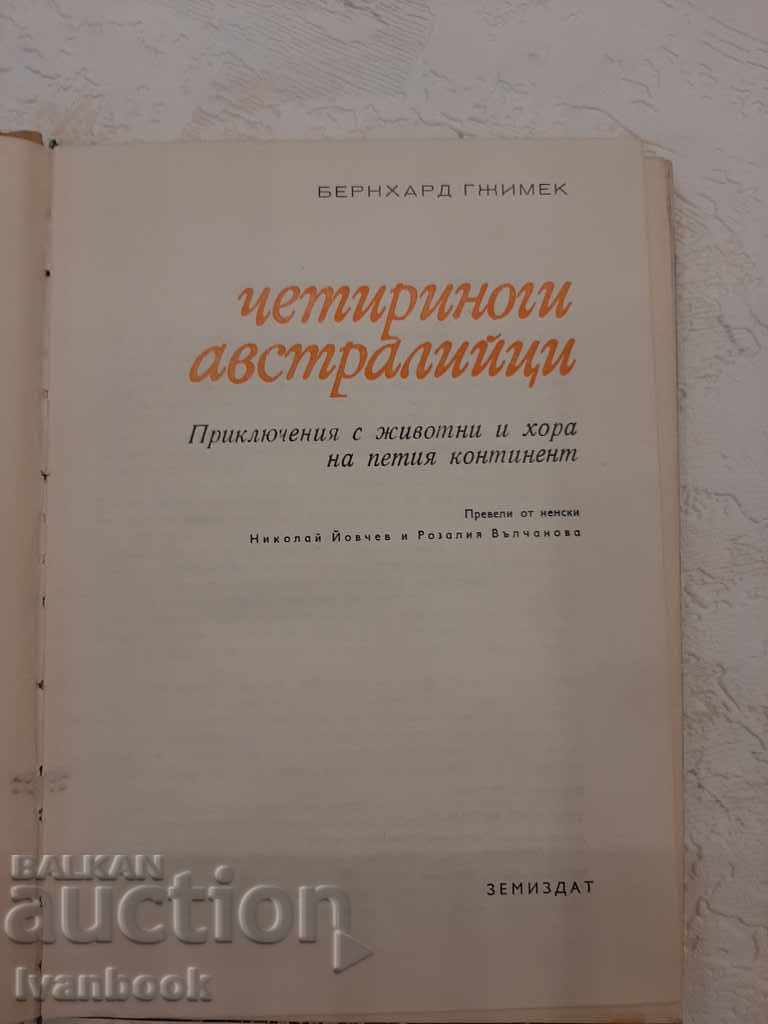 БЕРНХАРД ГЖИМЕК
четириноги
австралийци
Приключения с животни и хора
на петия континент
Превели от немски
Николай Йовчев и Розалия Вълчанова
ЗЕМИЗДАТ
BALKAN
auction
Ivanbook